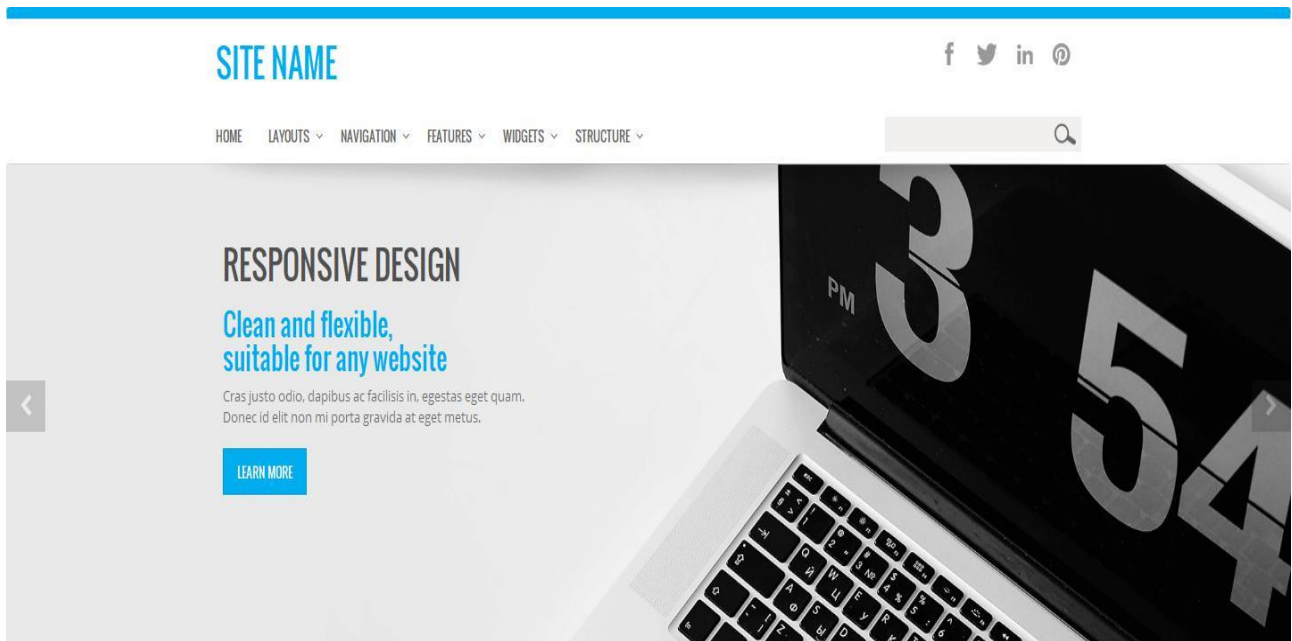 SITE NAME
HOME LAYOUTS NAVIGATION FEATURES WIDGETS STRUCTURE
RESPONSIVE DESIGN
Clean and flexible,
suitable for any website
Cras justo odio, dapibus ac facilisis in, egestas eget quam.
Donec id elit non mi porta gravida at eget metus.
LEARN MORE
PM
3 54